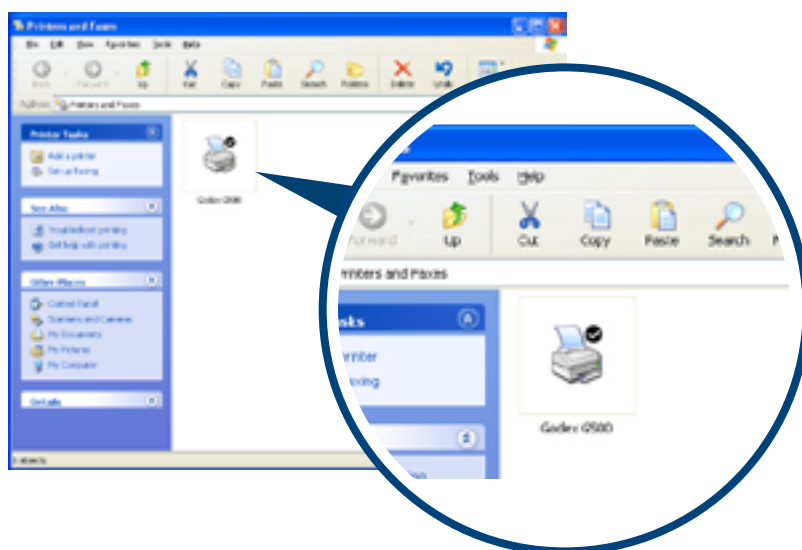 Printers and Faxes
File Edit View Favorites Tools Help
Back Forward Up Cut Copy Paste Search Folders Delete Undo
Address Printers and Faxes
Printer Tasks
Add a printer
Set up faxing
See Also
Troubleshoot printing
Get help with printing
Other Places
Control Panel
Scanners and Cameras
My Documents
My Pictures
My Computer
Details
objects
Godex G500
Favorites Tools Help
Forward Up Cut Copy Paste Search
rinters and Faxes
asks
rinter
axing
Godex G500